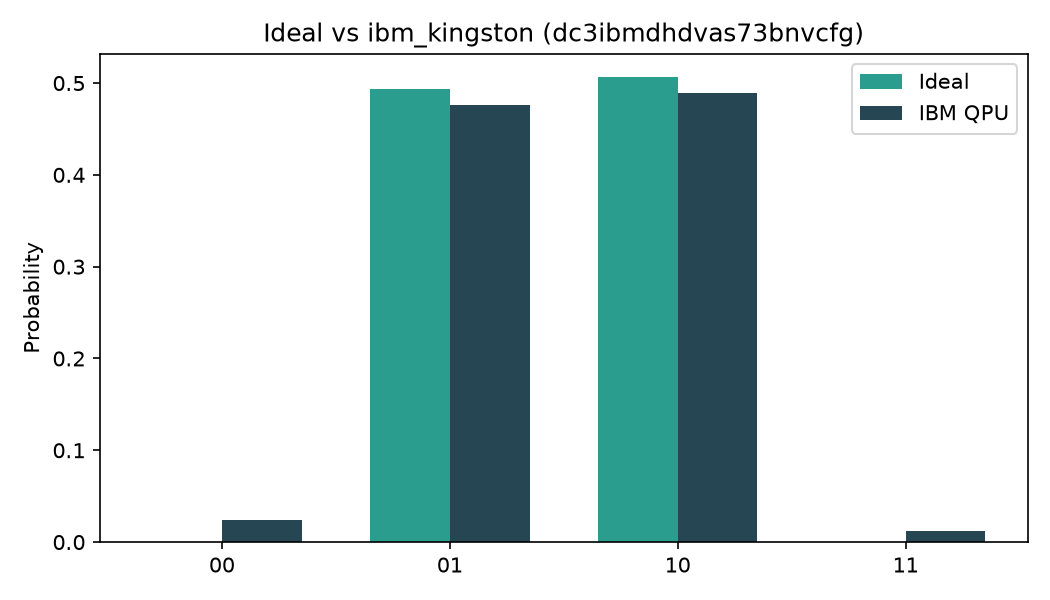 Ideal vs ibm_kingston (dc3ibmdhdvas73bnvcfg)
Ideal
IBM QPU
Probability
0.5
0.4
0.3
0.2
0.1
0.0
00
01
10
11